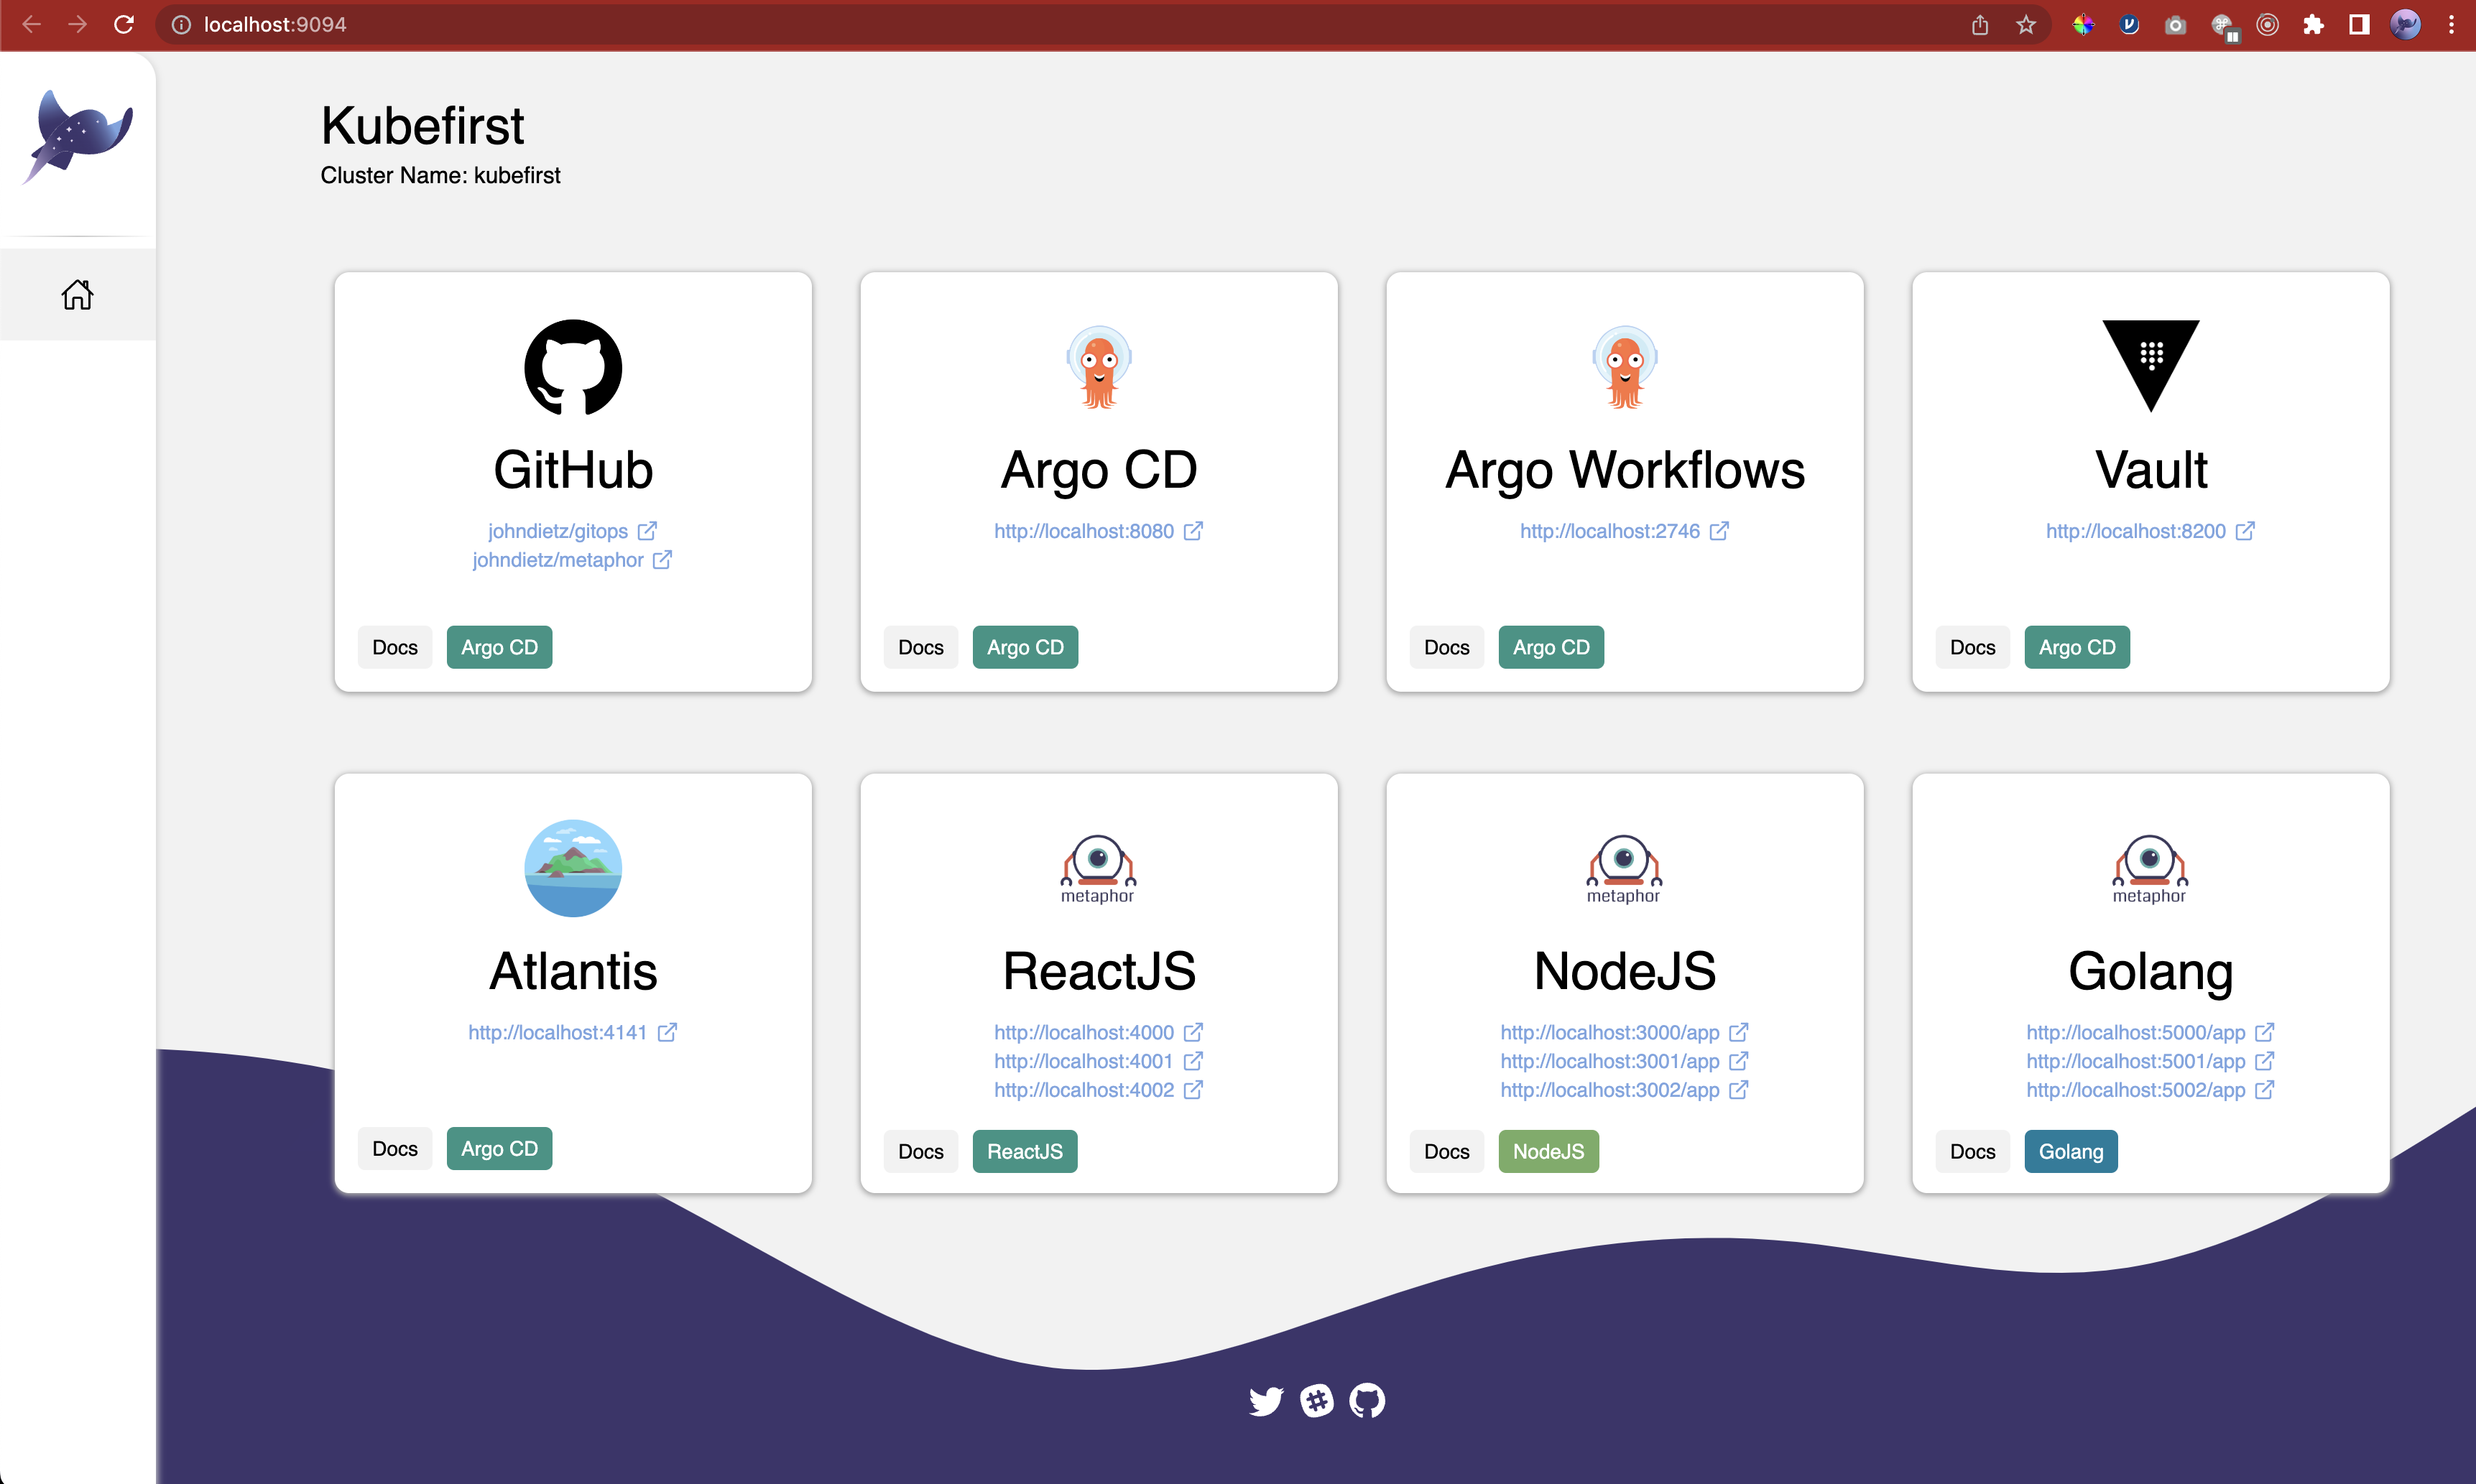 localhost:9094
Kubefirst
Cluster Name: kubefirst
GitHub
johndietz/gitops
johndietz/metaphor
Docs
Argo CD
Argo CD
http://localhost:8080
Docs
Argo CD
Argo Workflows
http://localhost:2746
Docs
Argo CD
Vault
http://localhost:8200
Docs
Argo CD
Atlantis
http://localhost:4141
Docs
Argo CD
metaphor
ReactJS
http://localhost:4000
http://localhost:4001
http://localhost:4002
Docs
ReactJS
metaphor
NodeJS
http://localhost:3000/app
http://localhost:3001/app
http://localhost:3002/app
Docs
NodeJS
metaphor
Golang
http://localhost:5000/app
http://localhost:5001/app
http://localhost:5002/app
Docs
Golang